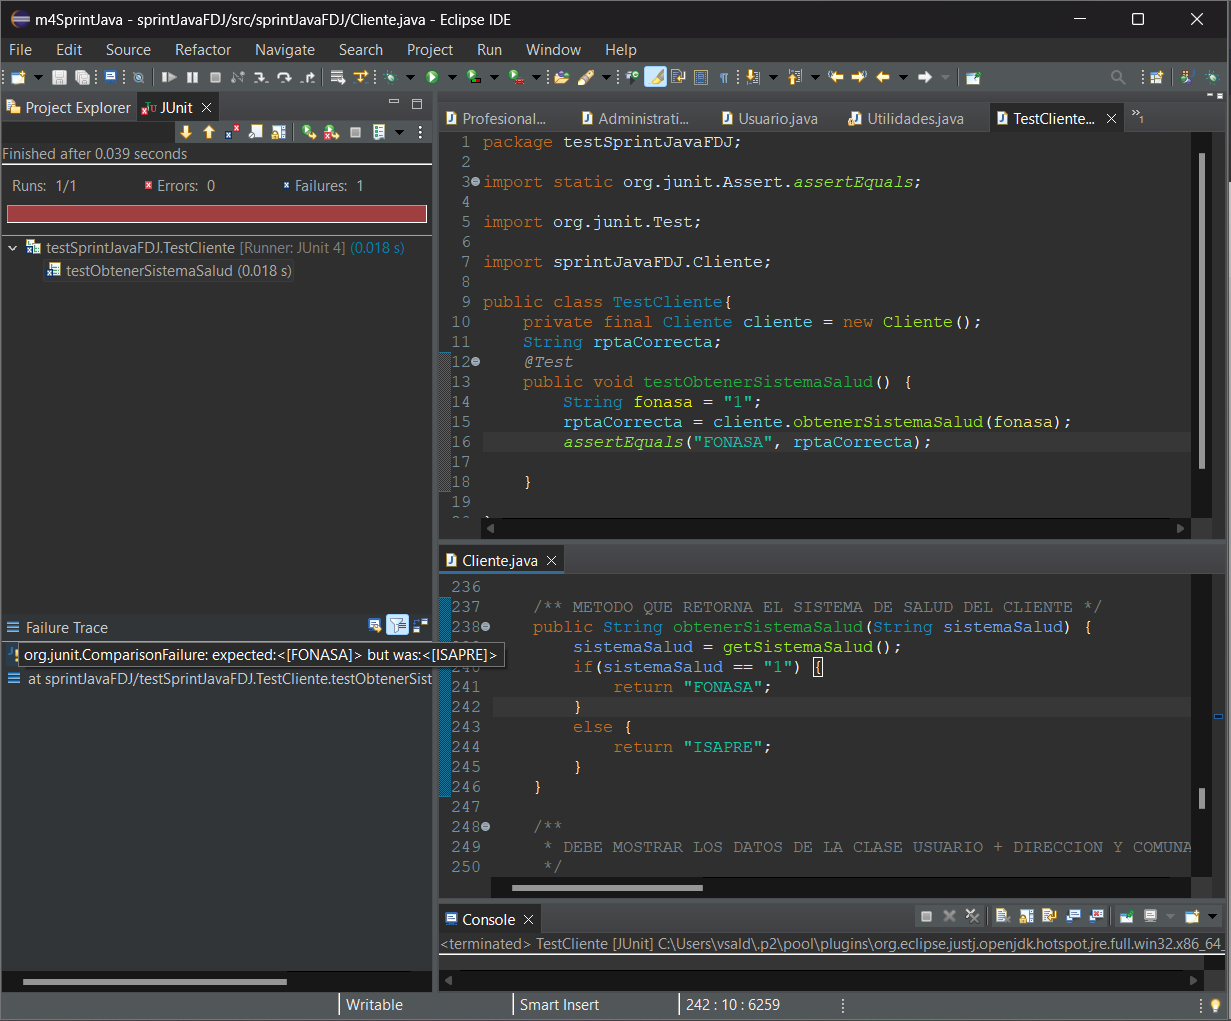 m4SprintJava - sprintJavaFDJ/src/sprintJavaFDJ/Cliente.java - Eclipse IDE
File Edit Source Refactor Navigate Search Project Run Window Help
Project Explorer JUnit
Finished after 0.039 seconds
Runs: 1/1 Errors: 0 Failures: 1
testSprintJavaFDJ.TestCliente [Runner: JUnit 4] (0.018 s)
testObtenerSistemaSalud (0.018 s)
Failure Trace
org.junit.ComparisonFailure: expected:<[FONASA]> but was:<[ISAPRE]>
at sprintJavaFDJ/testSprintJavaFDJ.TestCliente.testObtenerSist
Profesional... Administrati... Usuario.java Utilidades.java TestCliente... »1
1 package testSprintJavaFDJ;
2
3 import static org.junit.Assert.assertEquals;
4
5 import org.junit.Test;
6
7 import sprintJavaFDJ.Cliente;
8
9 public class TestCliente{
10 private final Cliente cliente = new Cliente();
11 String rptaCorrecta;
12 @Test
13 public void testObtenerSistemaSalud() {
14 String fonasa = "1";
15 rptaCorrecta = cliente.obtenerSistemaSalud(fonasa);
16 assertEquals("FONASA", rptaCorrecta);
17
18 }
19
Cliente.java
236
237 /** METODO QUE RETORNA EL SISTEMA DE SALUD DEL CLIENTE */
238 public String obtenerSistemaSalud(String sistemaSalud) {
sistemaSalud = getSistemaSalud();
240 if(sistemaSalud == "1") {
241 return "FONASA";
242 }
243 else {
244 return "ISAPRE";
245 }
246 }
247
248 /**
249 * DEBE MOSTRAR LOS DATOS DE LA CLASE USUARIO + DIRECCION Y COMUNA
250 */
Console
<terminated> TestCliente [JUnit] C:\Users\vsald\.p2\pool\plugins\org.eclipse.justj.openjdk.hotspot.jre.full.win32.x86_64_
Writable Smart Insert 242 : 10 : 6259